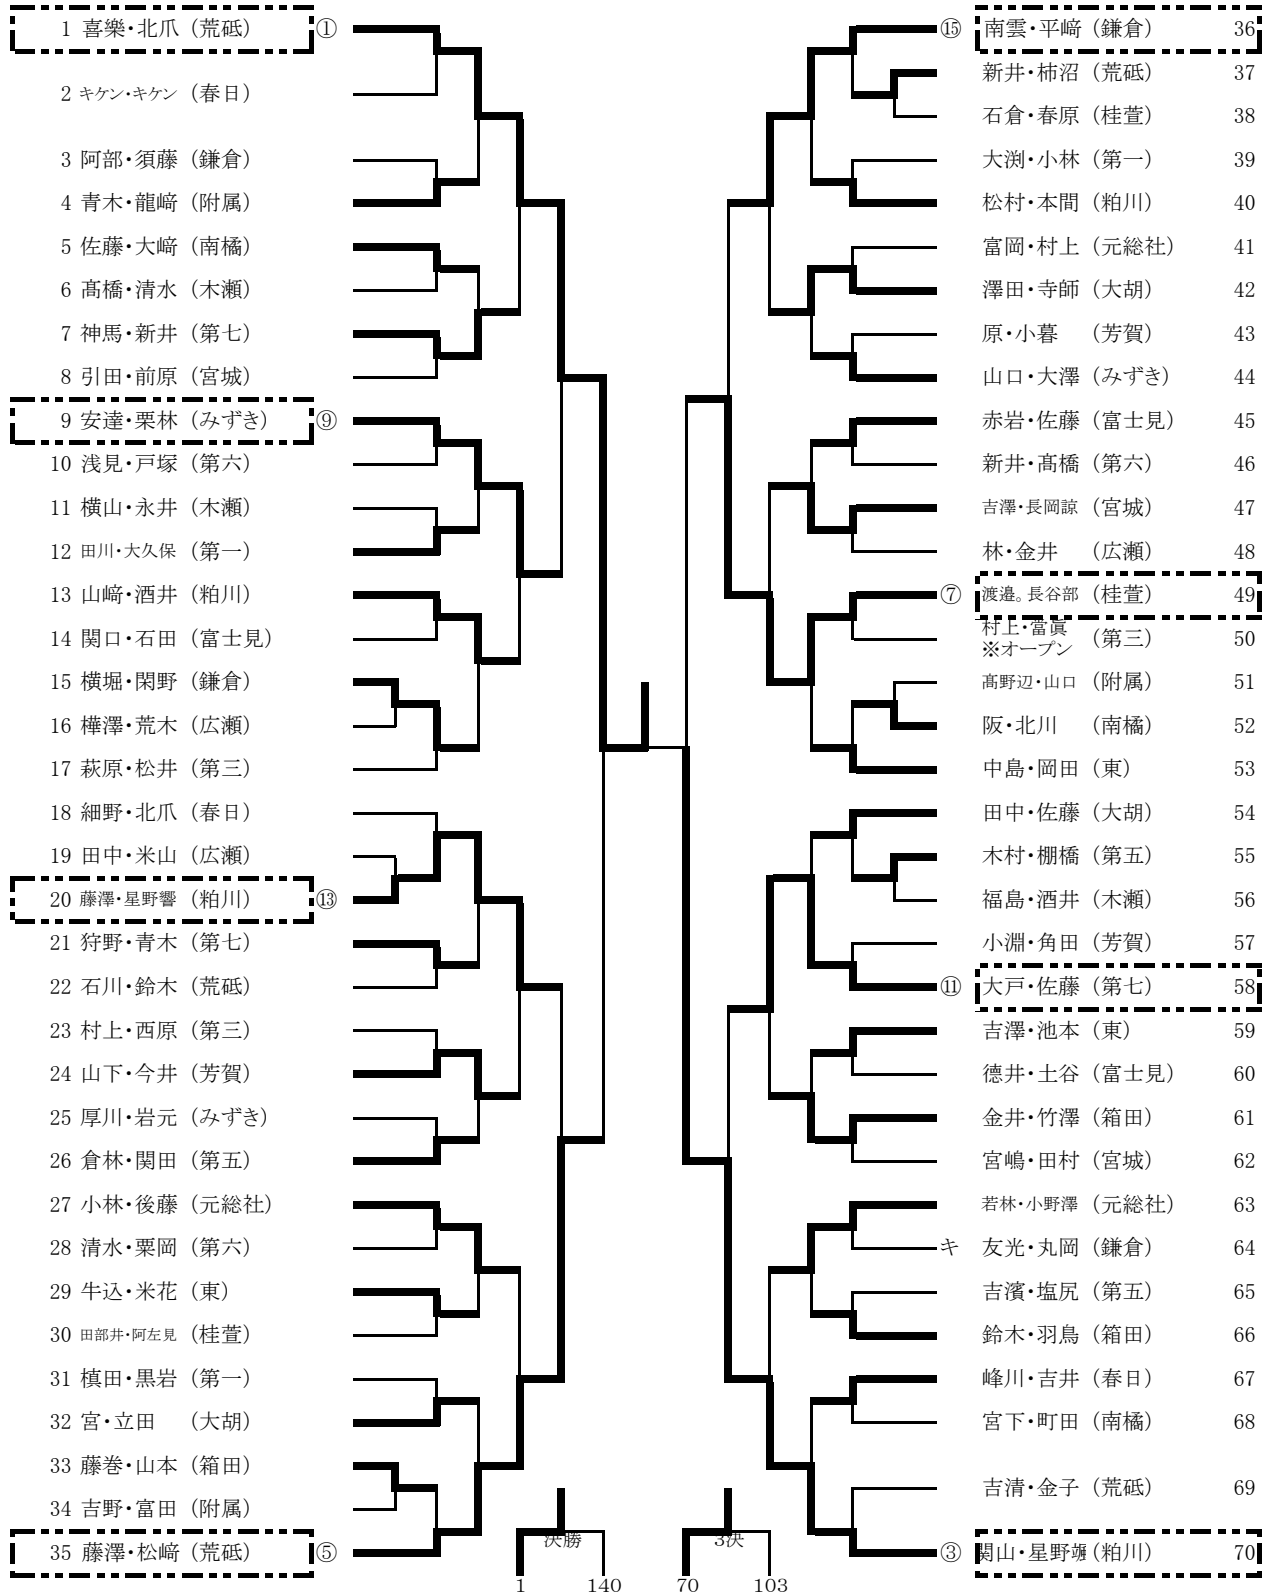 1 喜樂・北爪（荒砥） ①
2 キケン・キケン（春日）
3 阿部・須藤（鎌倉）
4 青木・龍﨑（附属）
5 佐藤・大﨑（南橘）
6 髙橋・清水（木瀬）
7 神馬・新井（第七）
8 引田・前原（宮城）
9 安達・栗林（みずき） ⑨
10 浅見・戸塚（第六）
11 横山・永井（木瀬）
12 田川・大久保（第一）
13 山﨑・酒井（粕川）
14 関口・石田（富士見）
15 横堀・閑野（鎌倉）
16 樺澤・荒木（広瀬）
17 萩原・松井（第三）
18 細野・北爪（春日）
19 田中・米山（広瀬）
20 藤澤・星野響（粕川） ⑬
21 狩野・青木（第七）
22 石川・鈴木（荒砥）
23 村上・西原（第三）
24 山下・今井（芳賀）
25 厚川・岩元（みずき）
26 倉林・関田（第五）
27 小林・後藤（元総社）
28 清水・粟岡（第六）
29 牛込・米花（東）
30 田部井・阿左見（桂萱）
31 槙田・黒岩（第一）
32 宮・立田（大胡）
33 藤巻・山本（箱田）
34 吉野・富田（附属）
35 藤澤・松﨑（荒砥） ⑤
⑮ 南雲・平﨑（鎌倉） 36
新井・柿沼（荒砥） 37
石倉・春原（桂萱） 38
大渕・小林（第一） 39
松村・本間（粕川） 40
富岡・村上（元総社） 41
澤田・寺師（大胡） 42
原・小暮（芳賀） 43
山口・大澤（みずき） 44
赤岩・佐藤（富士見） 45
新井・髙橋（第六） 46
吉澤・長岡諒（宮城） 47
林・金井（広瀬） 48
⑦ 渡邉。長谷部（桂萱） 49
村上・當眞
※オープン（第三） 50
髙野辺・山口（附属） 51
阪・北川（南橘） 52
中島・岡田（東） 53
田中・佐藤（大胡） 54
木村・棚橋（第五） 55
福島・酒井（木瀬） 56
小淵・角田（芳賀） 57
⑪ 大戸・佐藤（第七） 58
吉澤・池本（東） 59
德井・土谷（富士見） 60
金井・竹澤（箱田） 61
宮嶋・田村（宮城） 62
若林・小野澤（元総社） 63
キ 友光・丸岡（鎌倉） 64
吉濱・塩尻（第五） 65
鈴木・羽鳥（箱田） 66
峰川・吉井（春日） 67
宮下・町田（南橘） 68
吉清・金子（荒砥） 69
③ 関山・星野颯（粕川） 70
決勝
1 140
3決
70 103